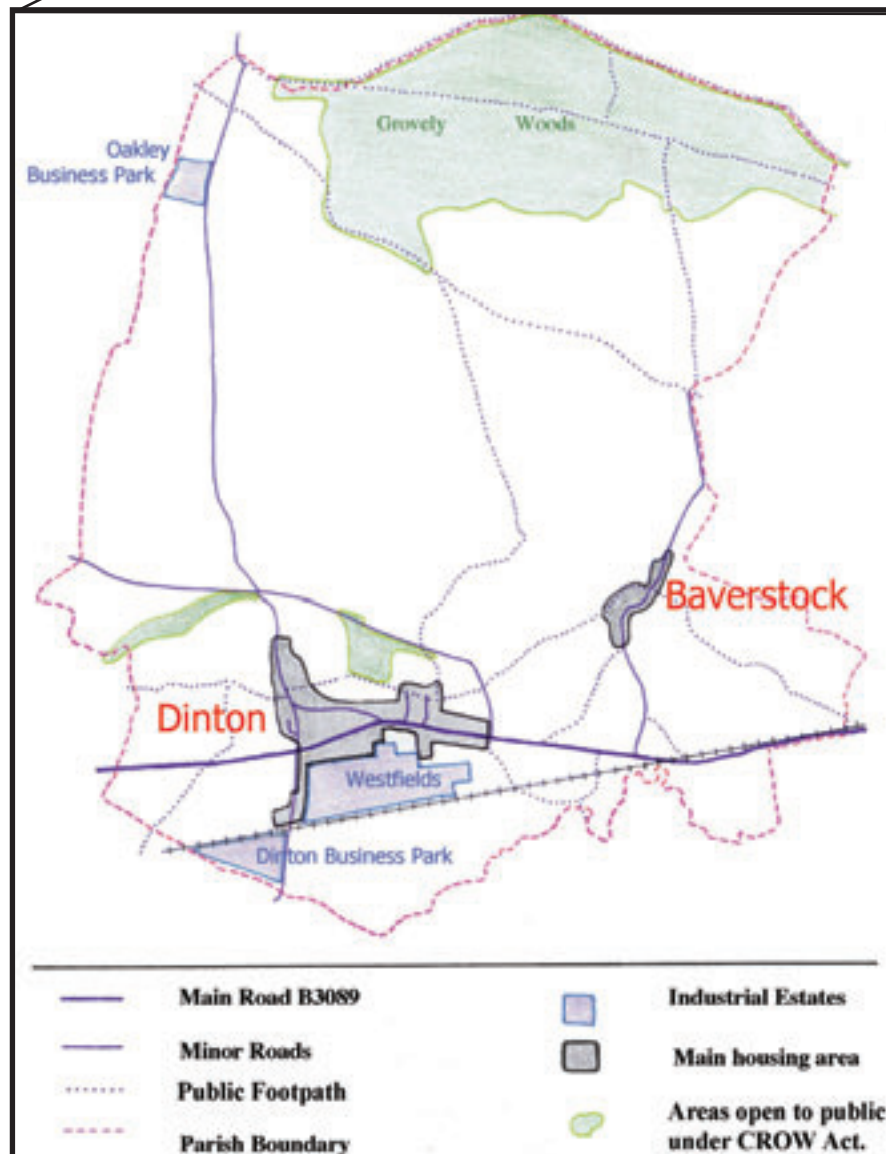 Grovely Woods
Oakley
Business Park
Baverstock
Dinton
Westfields
Dinton Business Park
Main Road B3089
Minor Roads
Public Footpath
Parish Boundary
Industrial Estates
Main housing area
Areas open to public
under CROW Act.